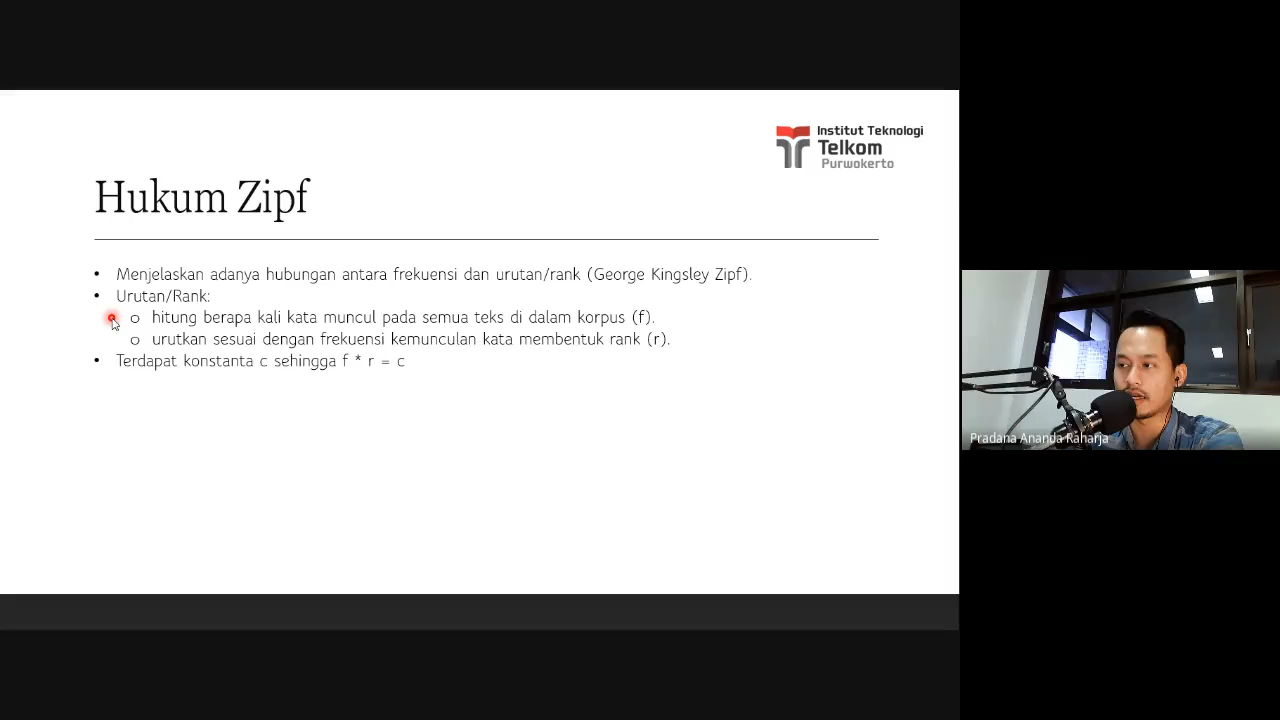 Institut Teknologi
Telkom
Purwokerto
Hukum Zipf
• Menjelaskan adanya hubungan antara frekuensi dan urutan/rank (George Kingsley Zipf).
• Urutan/Rank:
o hitung berapa kali kata muncul pada semua teks di dalam korpus (f).
o urutkan sesuai dengan frekuensi kemunculan kata membentuk rank (r).
• Terdapat konstanta c sehingga f * r = c
Pradana Ananda Raharja